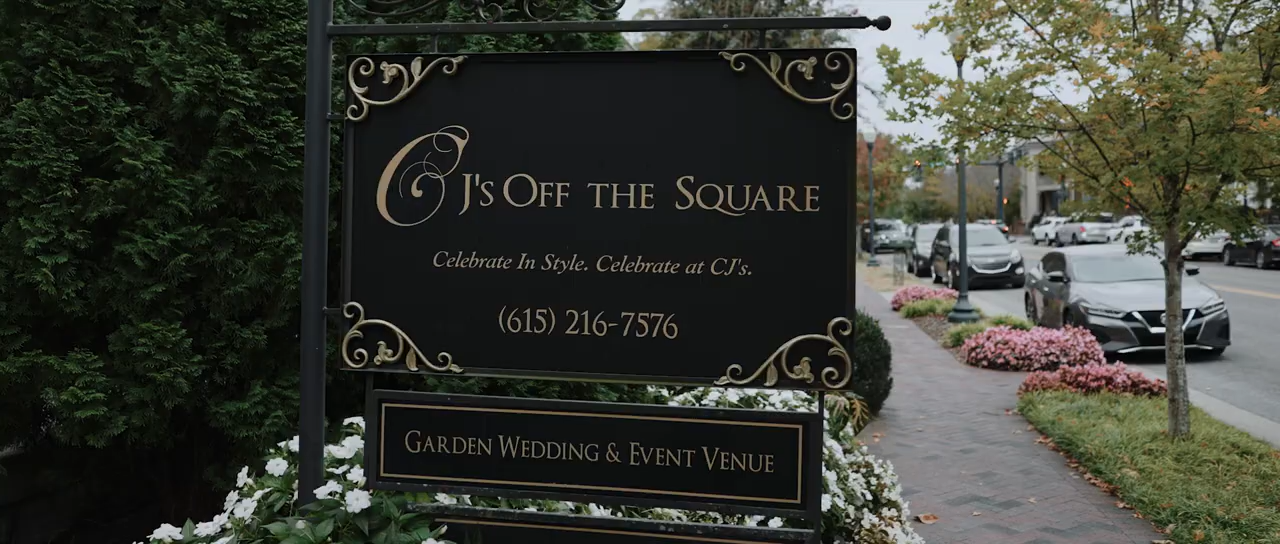 CJ's Off the Square
Celebrate In Style. Celebrate at CJ's.
(615) 216-7576
Garden Wedding & Event Venue